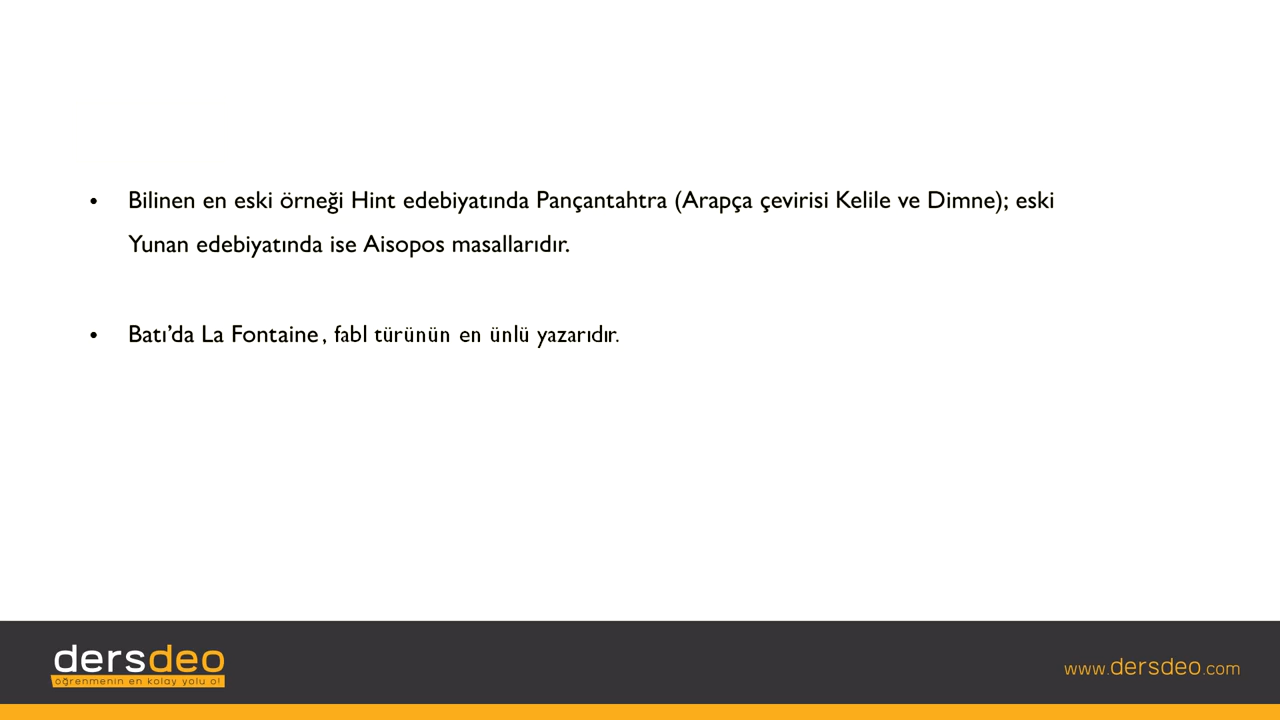 • Bilinen en eski örneği Hint edebiyatında Pançantahtra (Arapça çevirisi Kelile ve Dimne); eski
Yunan edebiyatında ise Aisopos masallarıdır.
• Batı’da La Fontaine, fabl türünün en ünlü yazarıdır.
dersdeo
öğrenmenin en kolay yolu o!
www.dersdeo.com